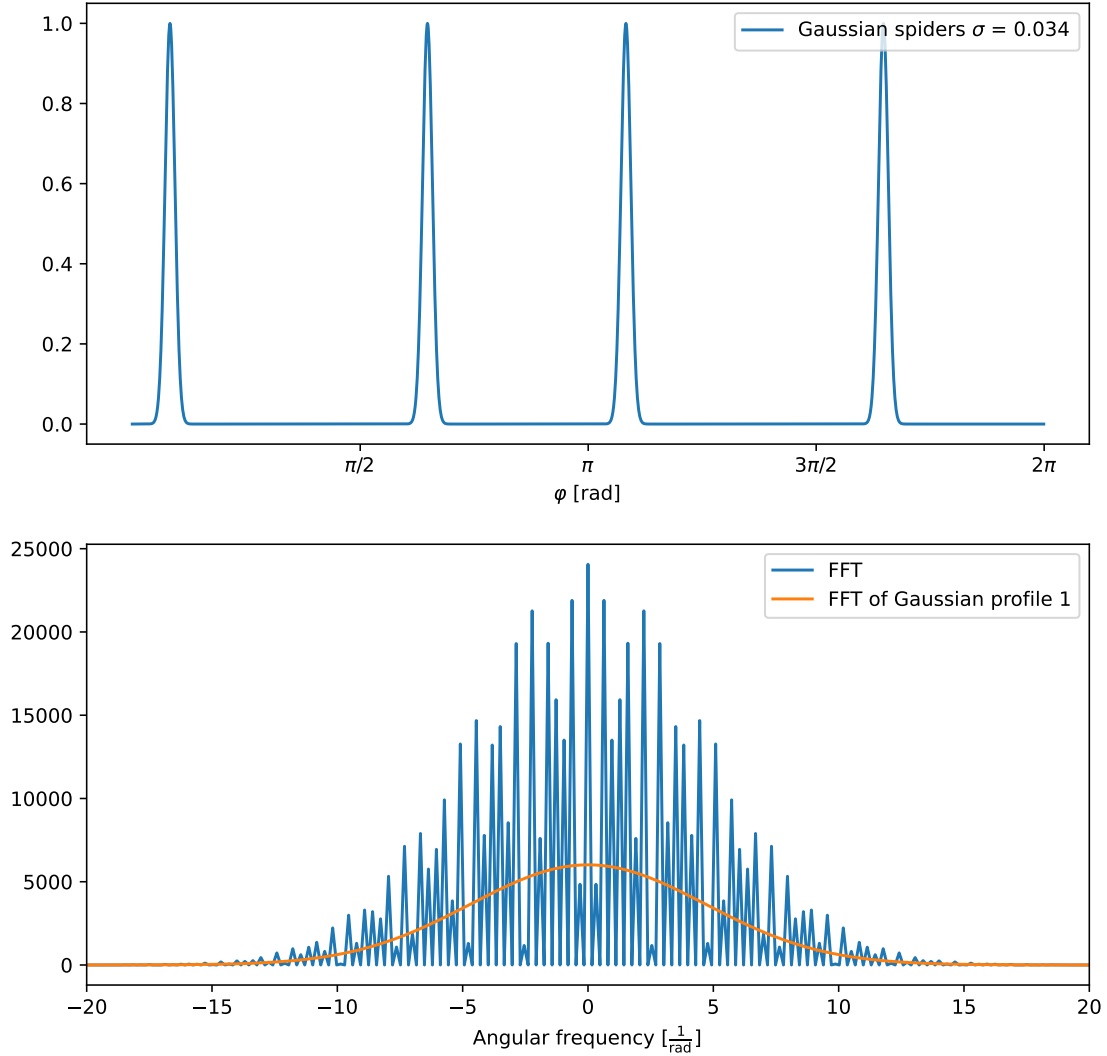 1.0
Gaussian spiders σ = 0.034
0.8
0.6
0.4
0.2
0.0
π/2
π
3π/2
2π
φ [rad]
25000
FFT
FFT of Gaussian profile 1
20000
15000
10000
5000
0
−20
−15
−10
−5
0
5
10
15
20
Angular frequency [1/rad]